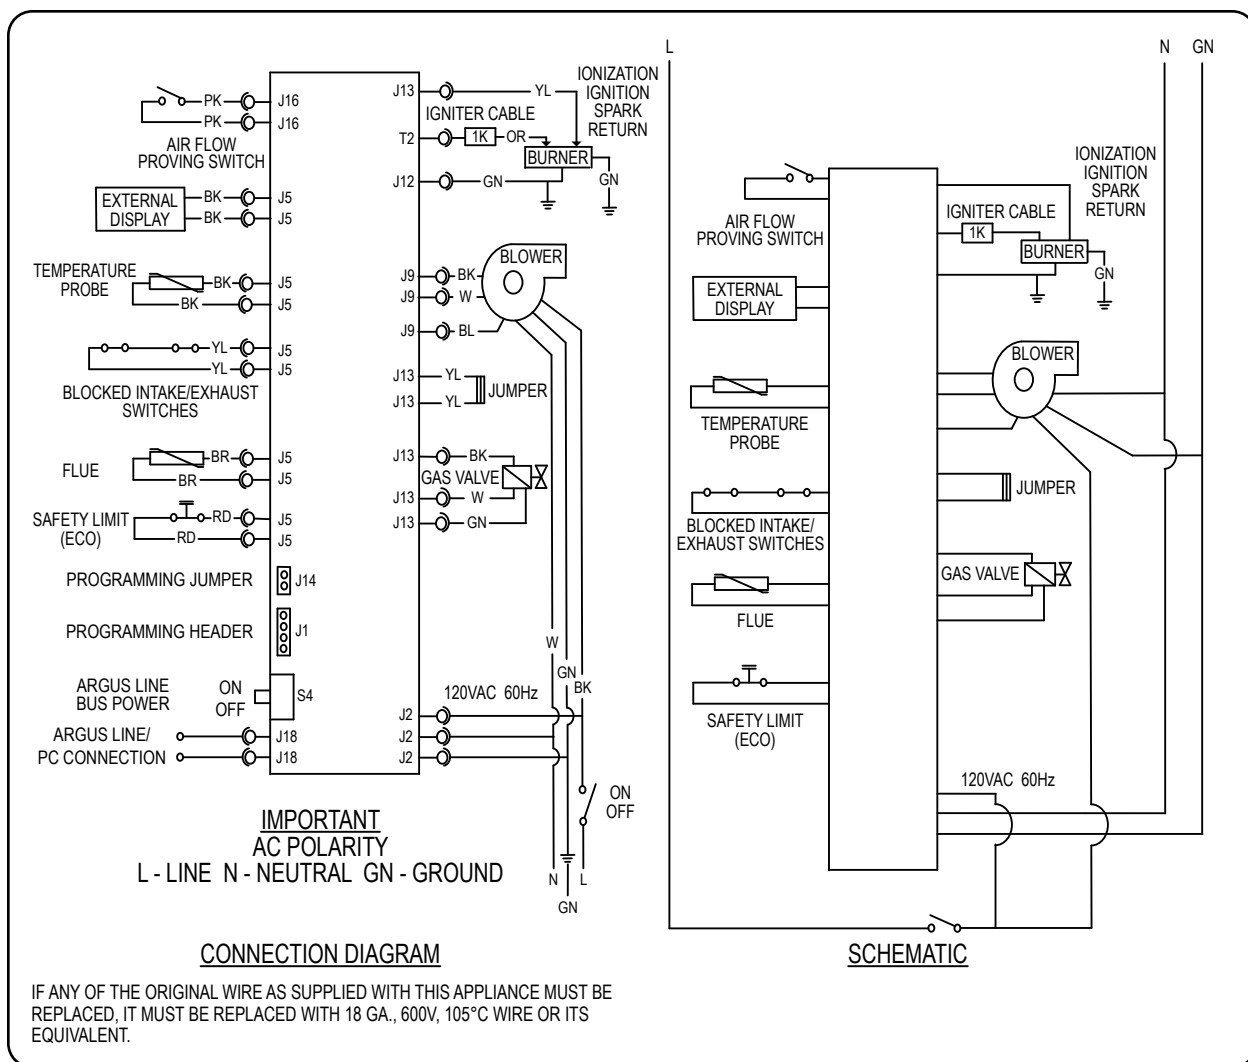 PK
J16
PK
J16
AIR FLOW
PROVING SWITCH
EXTERNAL
DISPLAY
BK
J5
BK
J5
TEMPERATURE
PROBE
BK
J5
BK
J5
YL
J5
YL
J5
BLOCKED INTAKE/EXHAUST
SWITCHES
FLUE
BR
J5
BR
J5
SAFETY LIMIT
(ECO)
RD
J5
RD
J5
PROGRAMMING JUMPER
J14
PROGRAMMING HEADER
J1
ARGUS LINE
BUS POWER
ON
OFF
S4
ARGUS LINE/
PC CONNECTION
J18
J18
J13
YL
IONIZATION
IGNITION
SPARK
RETURN
IGNITER CABLE
T2
1K
OR
BURNER
J12
GN
GN
BLOWER
J9
BK
J9
W
J9
BL
J13
YL
J13
YL
JUMPER
J13
BK
GAS VALVE
J13
W
J13
GN
W
GN
BK
120VAC 60Hz
J2
J2
J2
ON
OFF
N
L
GN
IMPORTANT
AC POLARITY
L - LINE N - NEUTRAL GN - GROUND
CONNECTION DIAGRAM
IF ANY OF THE ORIGINAL WIRE AS SUPPLIED WITH THIS APPLIANCE MUST BE
REPLACED, IT MUST BE REPLACED WITH 18 GA., 600V, 105°C WIRE OR ITS
EQUIVALENT.
L
N
GN
AIR FLOW
PROVING SWITCH
EXTERNAL
DISPLAY
TEMPERATURE
PROBE
BLOCKED INTAKE/
EXHAUST SWITCHES
FLUE
SAFETY LIMIT
(ECO)
IONIZATION
IGNITION
SPARK
RETURN
IGNITER CABLE
1K
BURNER
GN
BLOWER
JUMPER
GAS VALVE
120VAC 60Hz
SCHEMATIC